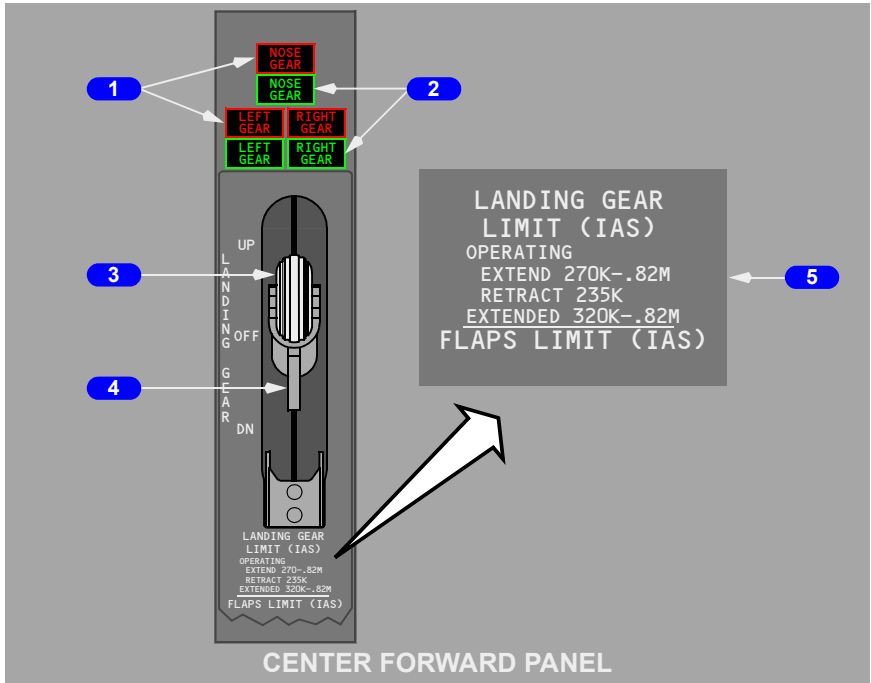 NOSE
GEAR
NOSE
GEAR
1
2
LEFT
GEAR
RIGHT
GEAR
LEFT
GEAR
RIGHT
GEAR
LANDING GEAR
UP
OFF
DN
3
4
LANDING GEAR
LIMIT (IAS)
OPERATING
EXTEND 270K-.82M
RETRACT 235K
EXTENDED 320K-.82M
FLAPS LIMIT (IAS)
5
LANDING GEAR
LIMIT (IAS)
OPERATING
EXTEND 270-.82M
RETRACT 235K
EXTENDED 320K-.82M
FLAPS LIMIT (IAS)
CENTER FORWARD PANEL